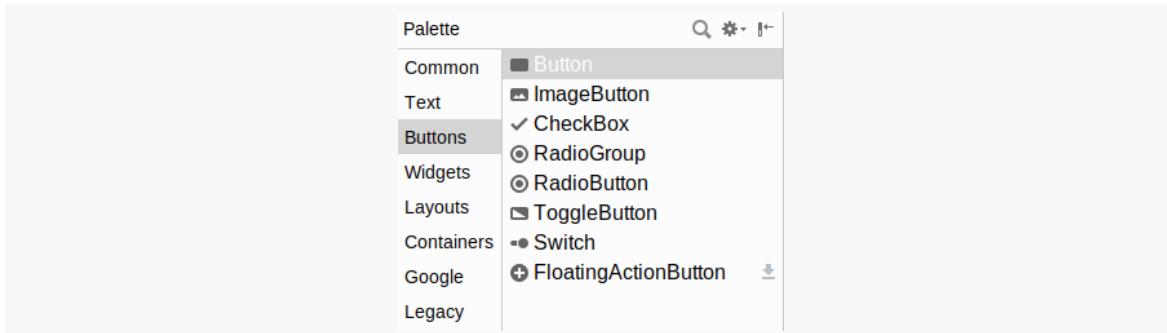 Palette
Common
Text
Buttons
Widgets
Layouts
Containers
Google
Legacy
Button
ImageButton
CheckBox
RadioGroup
RadioButton
ToggleButton
Switch
FloatingActionButton